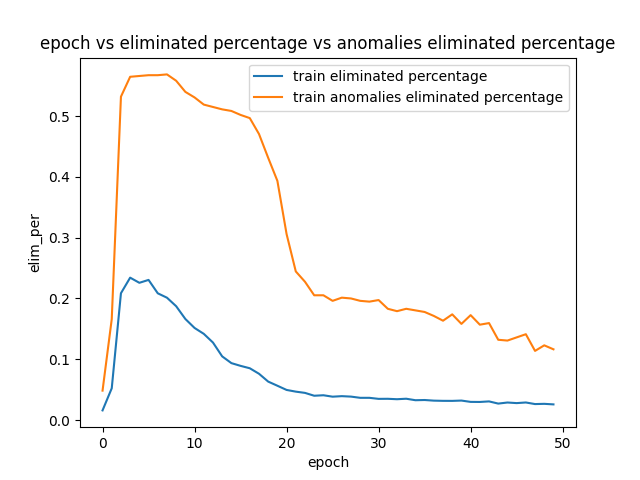 epoch vs eliminated percentage vs anomalies eliminated percentage
train eliminated percentage
train anomalies eliminated percentage
elim_per
0.5
0.4
0.3
0.2
0.1
0.0
0 10 20 30 40 50
epoch